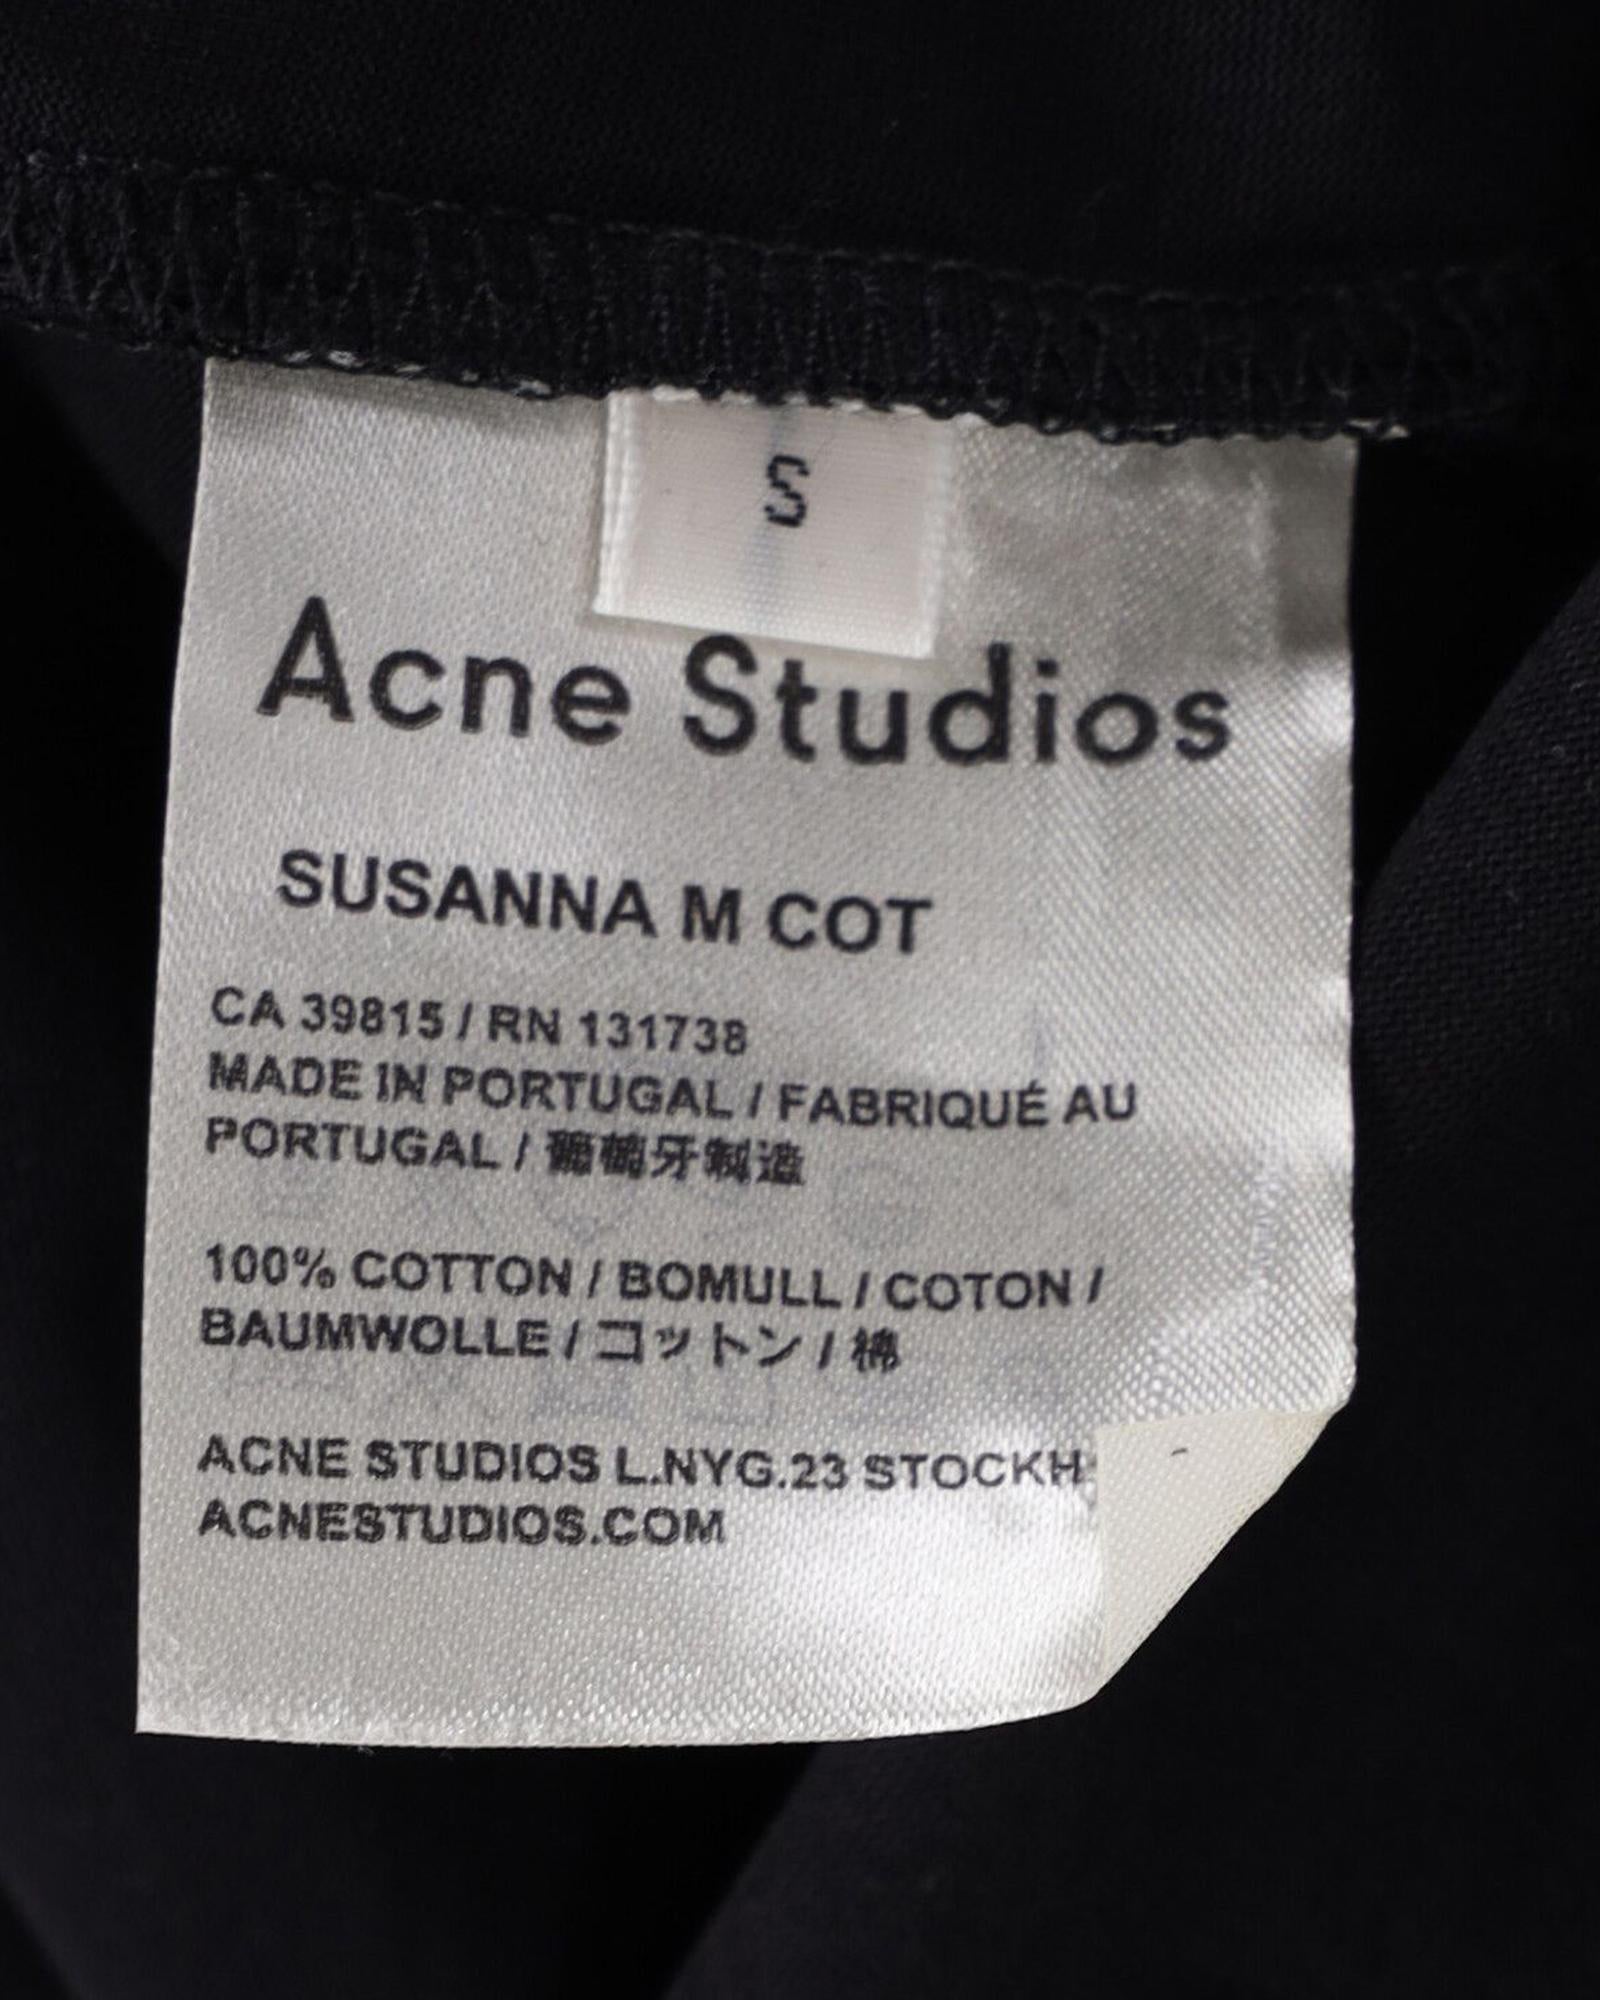 S
Acne Studios
SUSANNA M COT
CA 39815 / RN 131738
MADE IN PORTUGAL / FABRIQUÉ AU
PORTUGAL / 葡萄牙制造
100% COTTON / BOMULL / COTON /
BAUMWOLLE / コットン / 棉
ACNE STUDIOS L.NYG.23 STOCKH
ACNESTUDIOS.COM